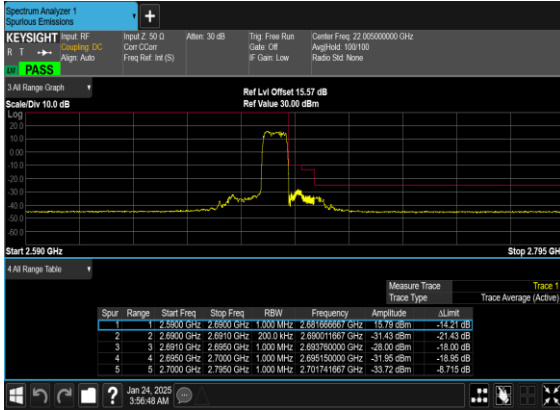 Spectrum Analyzer 1
Spurious Emissions
+
KEYSIGHT Input: RF Input Z: 50 Ω Atten: 30 dB Trig: Free Run Center Freq: 22.005000000 GHz
R T Coupling: DC Corr CCorr Gate: Off Avg|Hold: 100/100
Align: Auto Freq Ref: Int (S) IF Gain: Low Radio Std: None
PASS
3 All Range Graph Ref Lvl Offset 15.57 dB
Scale/Div 10.0 dB Ref Value 30.00 dBm
Log
20.0
10.0
0.00
-10.0
-20.0
-30.0
-40.0
-50.0
-60.0
Start 2.590 GHz Stop 2.795 GH
4 All Range Table
Measure Trace Trace 1
Trace Type Trace Average (Active)
Spur Range Start Freq Stop Freq RBW Frequency Amplitude ΔLimit
1 1 2.5900 GHz 2.6900 GHz 1.000 MHz 2.681666667 GHz 15.79 dBm -14.21 dB
2 2 2.6900 GHz 2.6910 GHz 200.0 kHz 2.690011667 GHz -31.43 dBm -21.43 dB
3 3 2.6910 GHz 2.6950 GHz 1.000 MHz 2.693760000 GHz -28.00 dBm -18.00 dB
4 4 2.6950 GHz 2.7000 GHz 1.000 MHz 2.695150000 GHz -31.95 dBm -18.95 dB
5 5 2.7000 GHz 2.7950 GHz 1.000 MHz 2.701741667 GHz -33.72 dBm -8.715 dB
? Jan 24, 2025
3:56:48 AM